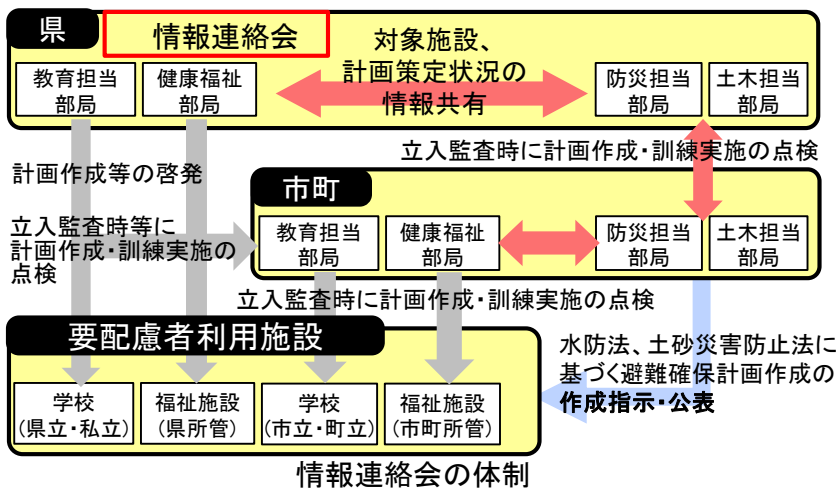 県
情報連絡会
教育担当
部局
健康福祉
部局
対象施設、
計画策定状況の
情報共有
防災担当
部局
土木担当
部局
立入監査時に計画作成・訓練実施の点検
計画作成等の啓発
立入監査時等に
計画作成・訓練実施の
点検
市町
教育担当
部局
健康福祉
部局
防災担当
部局
土木担当
部局
立入監査時に計画作成・訓練実施の点検
要配慮者利用施設
学校
(県立・私立)
福祉施設
(県所管)
学校
(市立・町立)
福祉施設
(市町所管)
水防法、土砂災害防止法に
基づく避難確保計画作成の
作成指示・公表
情報連絡会の体制